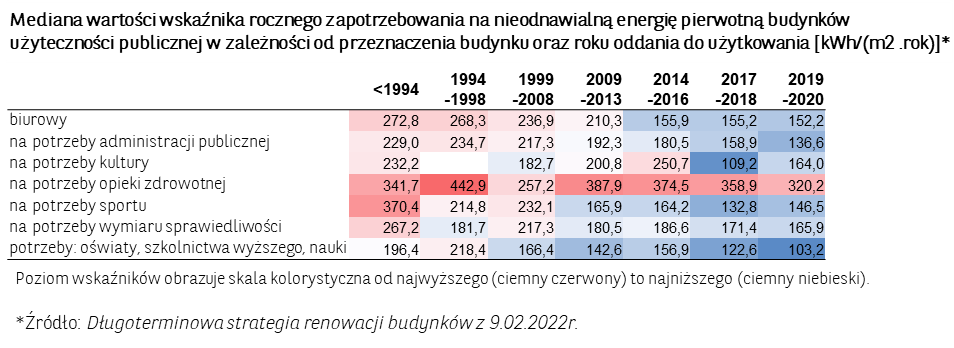 Mediana wartości wskaźnika rocznego zapotrzebowania na nieodnawialną energię pierwotną budynków
użyteczności publicznej w zależności od przeznaczenia budynku oraz roku oddania do użytkowania [kWh/(m2 .rok)]*
<1994 1994-1998 1999-2008 2009-2013 2014-2016 2017-2018 2019-2020
biurowy 272,8 268,3 236,9 210,3 155,9 155,2 152,2
na potrzeby administracji publicznej 229,0 234,7 217,3 192,3 180,5 158,9 136,6
na potrzeby kultury 232,2 182,7 200,8 250,7 109,2 164,0
na potrzeby opieki zdrowotnej 341,7 442,9 257,2 387,9 374,5 358,9 320,2
na potrzeby sportu 370,4 214,8 232,1 165,9 164,2 132,8 146,5
na potrzeby wymiaru sprawiedliwości 267,2 181,7 217,3 180,5 186,6 171,4 165,9
potrzeby: oświaty, szkolnictwa wyższego, nauki 196,4 218,4 166,4 142,6 156,9 122,6 103,2
Poziom wskaźników obrazuje skala kolorystyczna od najwyższego (ciemny czerwony) to najniższego (ciemny niebieski).
*Źródło: Długoterminowa strategia renowacji budynków z 9.02.2022r.